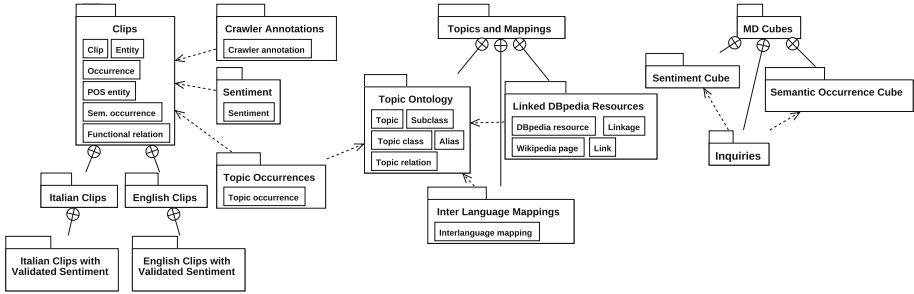 Clips
Clip Entity
Occurrence
POS entity
Sem. occurrence
Functional relation
Italian Clips
English Clips
Italian Clips with
Validated Sentiment
English Clips with
Validated Sentiment
Crawler Annotations
Crawler annotation
Sentiment
Sentiment
Topic Occurrences
Topic occurrence
Topics and Mappings
Topic Ontology
Topic Subclass
Topic class Alias
Topic relation
Linked DBpedia Resources
DBpedia resource Linkage
Wikipedia page Link
Inter Language Mappings
Interlanguage mapping
MD Cubes
Sentiment Cube
Semantic Occurrence Cube
Inquiries